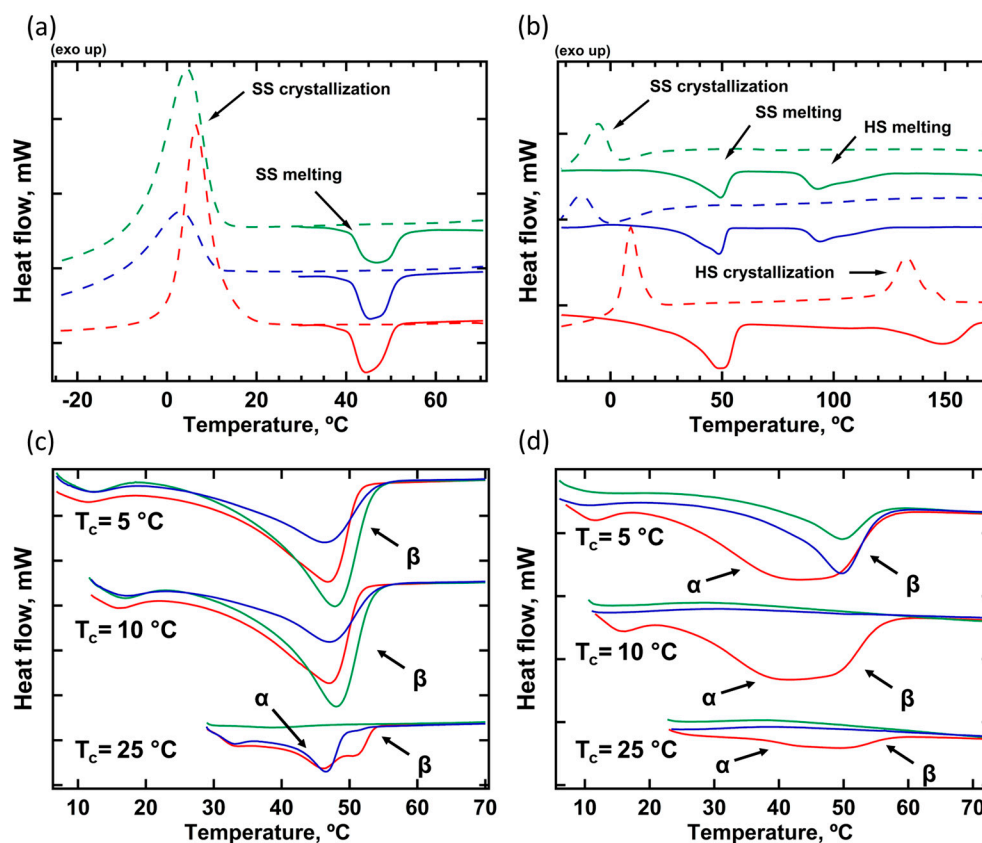 (a)
(exo up)
SS crystallization
SS melting
Heat flow, mW
-20 0 20 40 60
Temperature, ºC
(b)
(exo up)
SS crystallization
SS melting
HS melting
HS crystallization
Heat flow, mW
0 50 100 150
Temperature, ºC
(c)
Tc= 5 °C
β
Tc= 10 °C
β
α
Tc= 25 °C
β
Heat flow, mW
10 20 30 40 50 60 70
Temperature, ºC
(d)
Tc= 5 °C
α
β
Tc= 10 °C
α
β
Tc= 25 °C
α
β
Heat flow, mW
10 20 30 40 50 60 70
Temperature, ºC